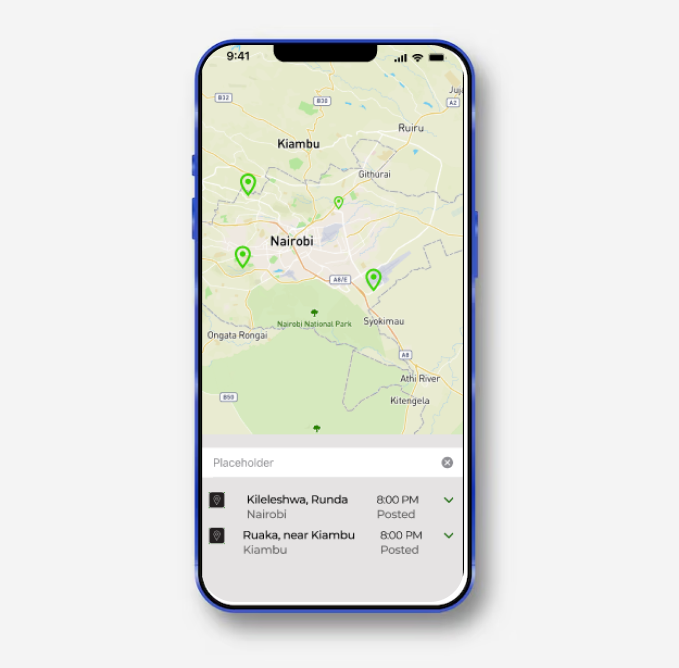 9:41
Juja
B32
B30
A2
Ruiru
Kiambu
Githurai
Nairobi
A8/E
Nairobi National Park
Syokimau
Ongata Rongai
A8
Athi River
B50
Kitengela
Placeholder
Kileleshwa, Runda 8:00 PM
Nairobi Posted
Ruaka, near Kiambu 8:00 PM
Kiambu Posted